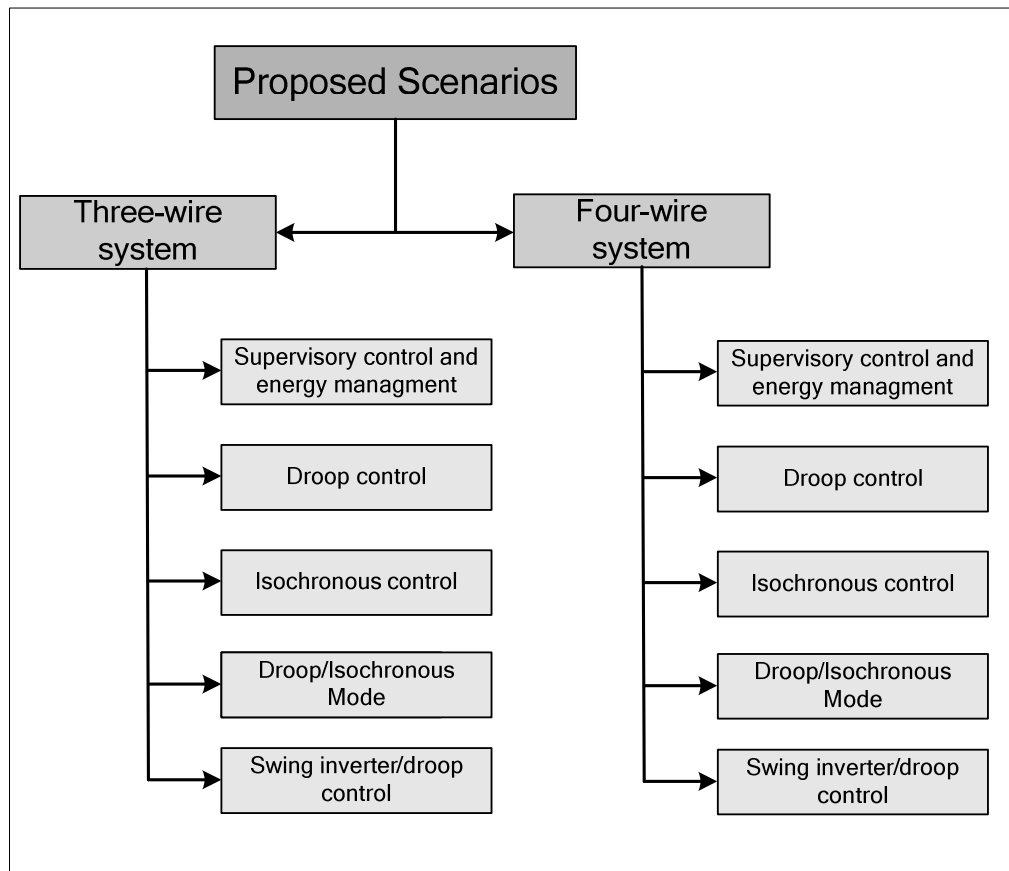 Proposed Scenarios
Three-wire
system
Four-wire
system
Supervisory control and
energy managment
Droop control
Isochronous control
Droop/Isochronous
Mode
Swing inverter/droop
control
Supervisory control and
energy managment
Droop control
Isochronous control
Droop/Isochronous
Mode
Swing inverter/droop
control